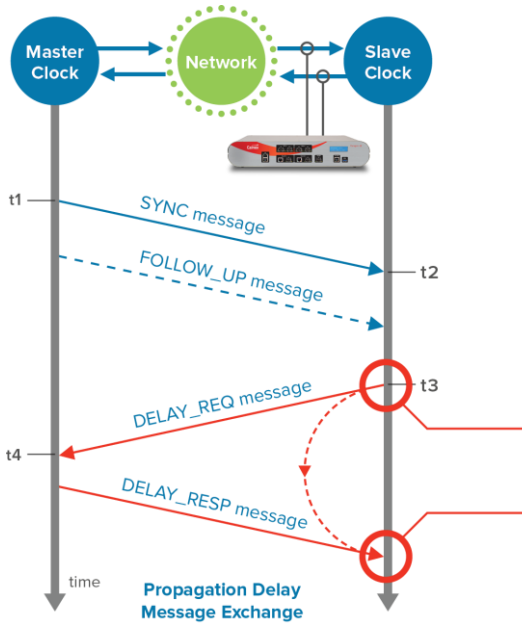 Master
Clock
Network
Slave
Clock
t1
SYNC message
t2
FOLLOW_UP message
t3
DELAY_REQ message
t4
DELAY_RESP message
time
Propagation Delay
Message Exchange